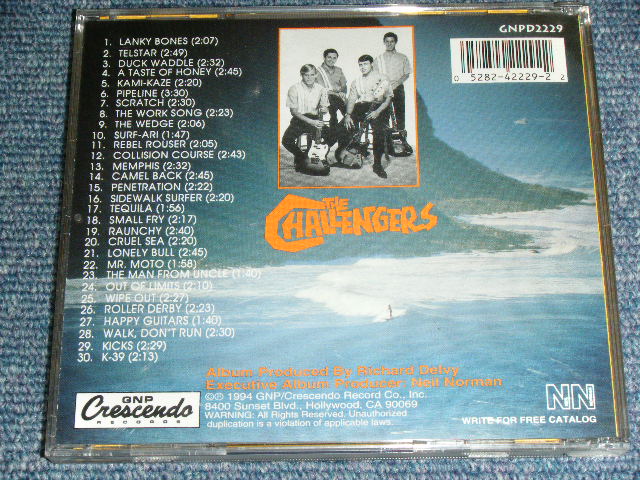 GNPD2229
0 52824-2229-2 2
1. LANKY BONES (2:07)
2. TELSTAR (2:49)
3. DUCK WADDLE (2:32)
4. A TASTE OF HONEY (2:45)
5. KAMI-KAZE (2:20)
6. PIPELINE (3:30)
7. SCRATCH (2:30)
8. THE WORK SONG (2:23)
9. THE WEDGE (2:06)
10. SURF-ARI (1:47)
11. REBEL ROUSER (2:05)
12. COLLISION COURSE (2:43)
13. MEMPHIS (2:32)
14. CAMEL BACK (2:45)
15. PENETRATION (2:22)
16. SIDEWALK SURFER (2:20)
17. TEQUILA (1:56)
18. SMALL FRY (2:17)
19. RAUNCHY (2:40)
20. CRUEL SEA (2:20)
21. LONELY BULL (2:45)
22. MR. MOTO (1:58)
23. THE MAN FROM UNCLE (1:40)
24. OUT OF LIMITS (2:10)
25. WIPE OUT (2:27)
26. ROLLER DERBY (2:23)
27. HAPPY GUITARS (1:40)
28. WALK, DON'T RUN (2:30)
29. KICKS (2:29)
30. K-39 (2:13)
THE
CHALLENGERS
Album Produced By Richard Delvy
Executive Album Producer: Neil Norman
©℗ 1994 GNP/Crescendo Record Co., Inc.
8400 Sunset Blvd., Hollywood, CA 90069
WARNING: All Rights Reserved. Unauthorized
duplication is a violation of applicable laws.
GNP
Crescendo
RECORDS
NN
WRITE FOR FREE CATALOG